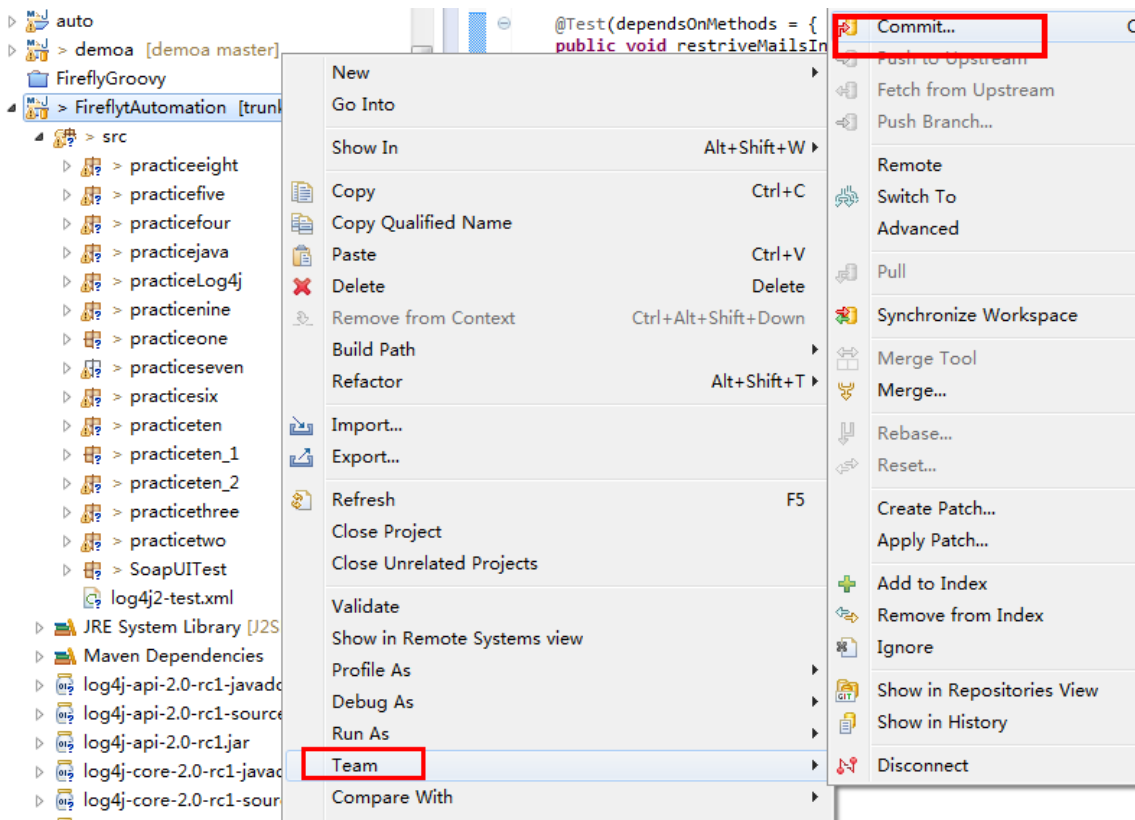 auto
> demoa [demoa master]
FireflyGroovy
> FireflytAutomation [trunk
> src
> practiceeight
> practicefive
> practicefour
> practicejava
> practiceLog4j
> practicenine
> practiceone
> practiceseven
> practicesix
> practiceten
> practiceten_1
> practiceten_2
> practicethree
> practicetwo
> SoapUITest
log4j2-test.xml
JRE System Library [J2S
Maven Dependencies
log4j-api-2.0-rc1-javado
log4j-api-2.0-rc1-source
log4j-api-2.0-rc1.jar
log4j-core-2.0-rc1-javad
log4j-core-2.0-rc1-sour
@Test(dependsOnMethods = {
public void restriveMailsIn
New
Go Into
Show In Alt+Shift+W
Copy Ctrl+C
Copy Qualified Name
Paste Ctrl+V
Delete Delete
Remove from Context Ctrl+Alt+Shift+Down
Build Path
Refactor Alt+Shift+T
Import...
Export...
Refresh F5
Close Project
Close Unrelated Projects
Validate
Show in Remote Systems view
Profile As
Debug As
Run As
Team
Compare With
Commit... C
Push to Upstream
Fetch from Upstream
Push Branch...
Remote
Switch To
Advanced
Pull
Synchronize Workspace
Merge Tool
Merge...
Rebase...
Reset...
Create Patch...
Apply Patch...
Add to Index
Remove from Index
Ignore
Show in Repositories View
Show in History
Disconnect